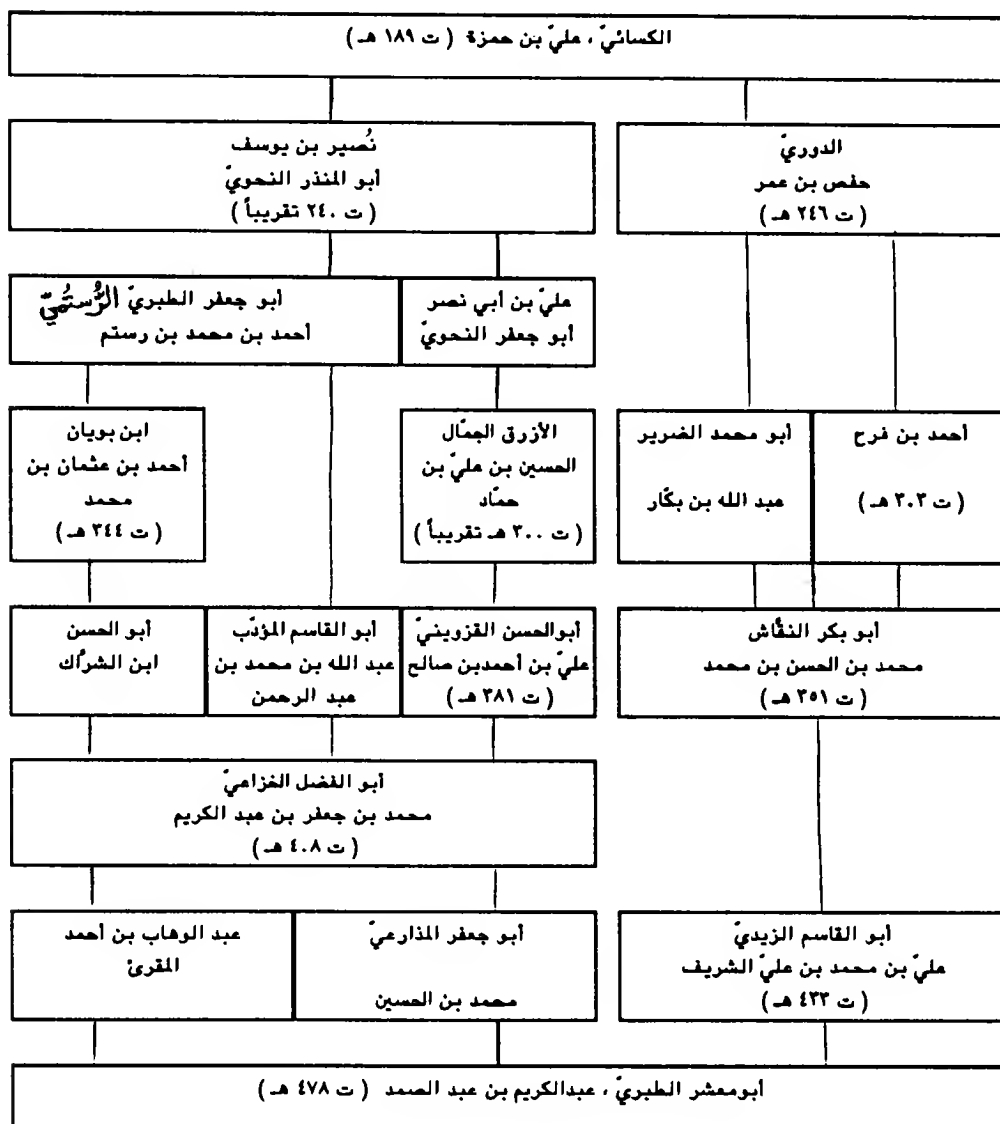 الكسائيّ ، عليّ بن حمزة ( ت ١٨٩ هـ )
الدوريّ
حفص بن عمر
( ت ٢٤٦ هـ )
نُصير بن يوسف
أبو المنذر النحويّ
( ت ٢٤٠ تقريباً )
عليّ بن أبي نصر
أبو جعفر النحويّ
أبو جعفر الطبريّ الرُّستُميّ
أحمد بن محمد بن رستم
أحمد بن فرح
( ت ٣٠٣ هـ )
أبو محمد الضرير
عبد الله بن بكّار
الأزرق الجمّال
الحسين بن عليّ بن
حمّاد
( ت ٣٠٠ هـ تقريباً )
ابن بويان
أحمد بن عثمان بن
محمد
( ت ٣٤٤ هـ )
أبو بكر النقّاش
محمد بن الحسن بن محمد
( ت ٣٥١ هـ )
أبوالحسن القزوينيّ
عليّ بن أحمدبن صالح
( ت ٣٨١ هـ )
أبو القاسم المؤدّب
عبد الله بن محمد بن
عبد الرحمن
أبو الحسن
ابن الشرّاك
أبو الفضل الخزاعيّ
محمد بن جعفر بن عبد الكريم
( ت ٤٠٨ هـ )
أبو القاسم الزيديّ
عليّ بن محمد بن عليّ الشريف
( ت ٤٣٣ هـ )
أبو جعفر المذارعيّ
محمد بن الحسين
عبد الوهاب بن أحمد
المقرئ
أبومعشر الطبريّ ، عبدالكريم بن عبد الصمد ( ت ٤٧٨ هـ )